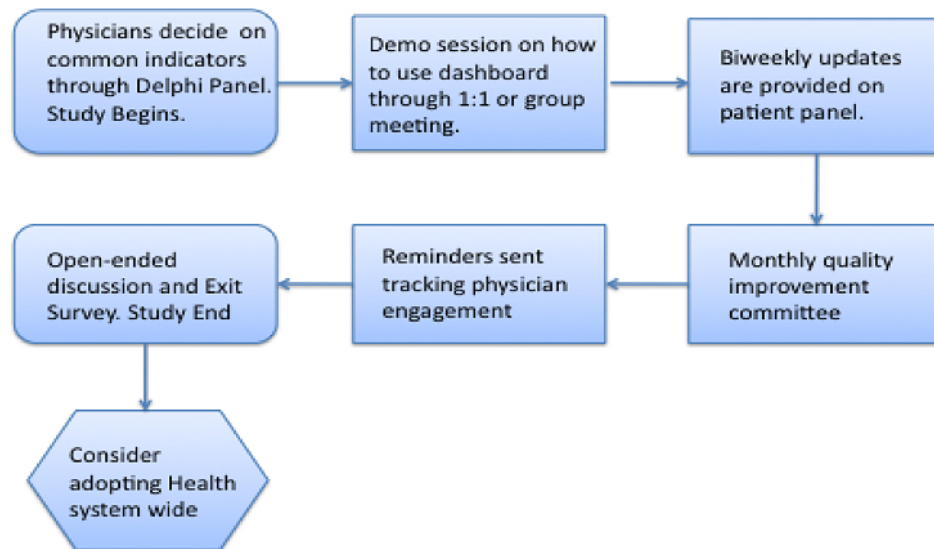 Physicians decide on
common indicators
through Delphi Panel.
Study Begins.
Demo session on how
to use dashboard
through 1:1 or group
meeting.
Biweekly updates
are provided on
patient panel.
Monthly quality
improvement
committee
Reminders sent
tracking physician
engagement
Open-ended
discussion and Exit
Survey. Study End
Consider
adopting Health
system wide